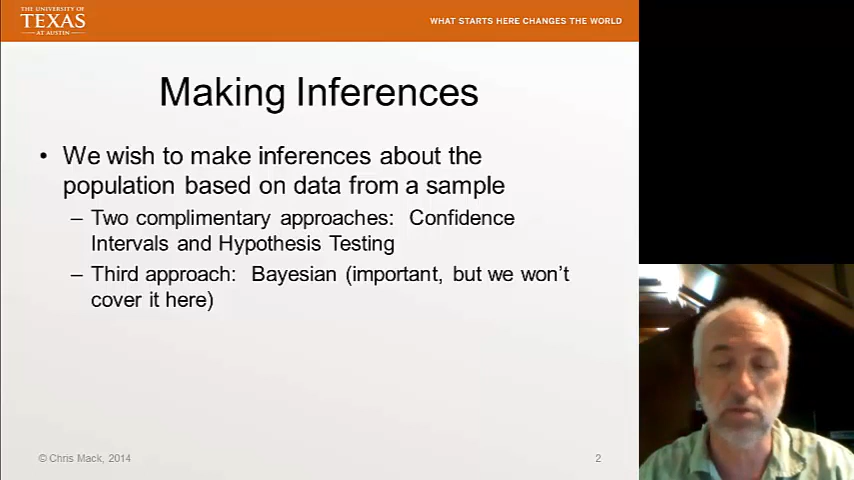 THE UNIVERSITY OF
TEXAS
AT AUSTIN
WHAT STARTS HERE CHANGES THE WORLD
Making Inferences
• We wish to make inferences about the
population based on data from a sample
– Two complimentary approaches: Confidence
Intervals and Hypothesis Testing
– Third approach: Bayesian (important, but we won't
cover it here)
© Chris Mack, 2014
2